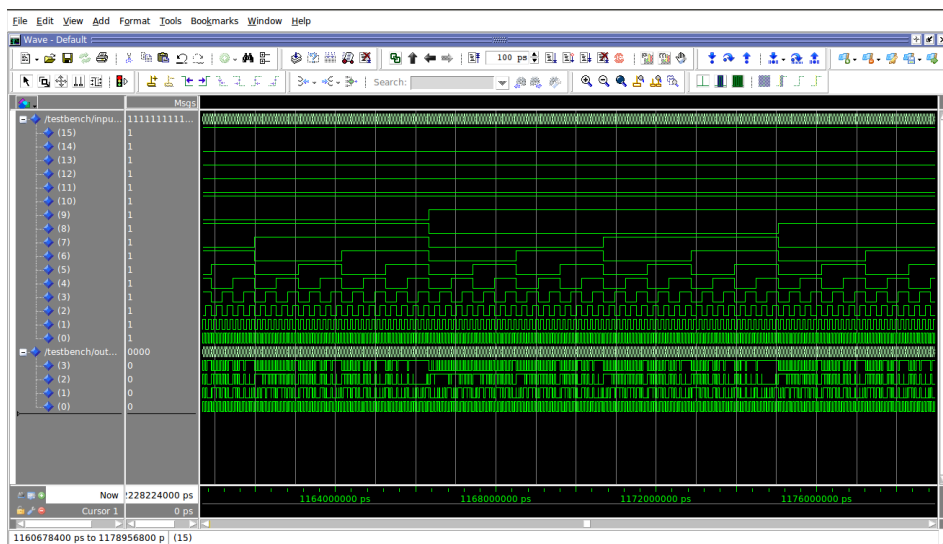 File Edit View Add Format Tools Bookmarks Window Help
Wave - Default
100 ps
Search:
Msgs
/testbench/inpu... 1111111111...
(15) 1
(14) 1
(13) 1
(12) 1
(11) 1
(10) 1
(9) 1
(8) 1
(7) 1
(6) 1
(5) 1
(4) 1
(3) 1
(2) 1
(1) 1
(0) 1
/testbench/out... 0000
(3) 0
(2) 0
(1) 0
(0) 0
Now 2228224000 ps
1164000000 ps 1168000000 ps 1172000000 ps 1176000000 ps
Cursor 1 0 ps
1160678400 ps to 1178956800 p (15)